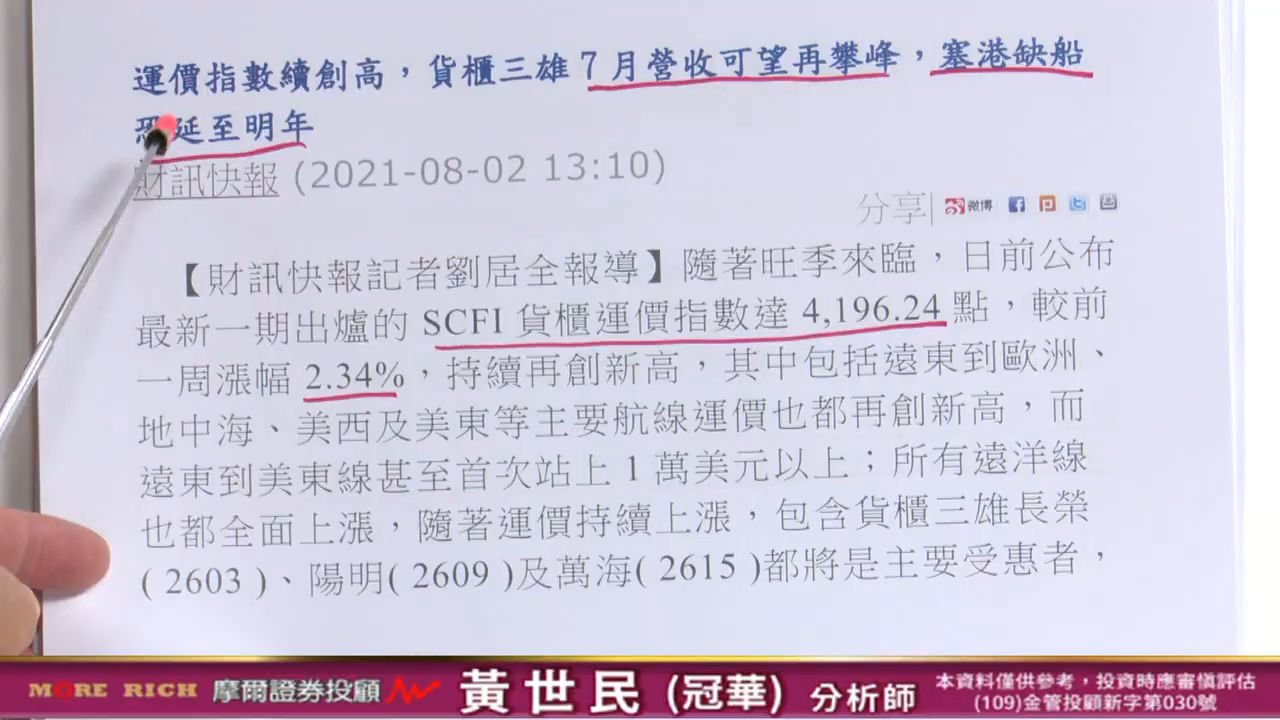 運價指數續創高，貨櫃三雄7月營收可望再攀峰，塞港缺船
恐延至明年
財訊快報 (2021-08-02 13:10)
分享| 微博
【財訊快報記者劉居全報導】隨著旺季來臨，日前公布
最新一期出爐的 SCFI 貨櫃運價指數達 4,196.24 點，較前
一周漲幅 2.34%，持續再創新高，其中包括遠東到歐洲、
地中海、美西及美東等主要航線運價也都再創新高，而
遠東到美東線甚至首次站上 1 萬美元以上；所有遠洋線
也都全面上漲，隨著運價持續上漲，包含貨櫃三雄長榮
( 2603 )、陽明( 2609 )及萬海( 2615 )都將是主要受惠者，
MORE RICH 摩爾證券投顧 黃世民 (冠華) 分析師
本資料僅供參考，投資時應審慎評估
(109)金管投顧新字第030號